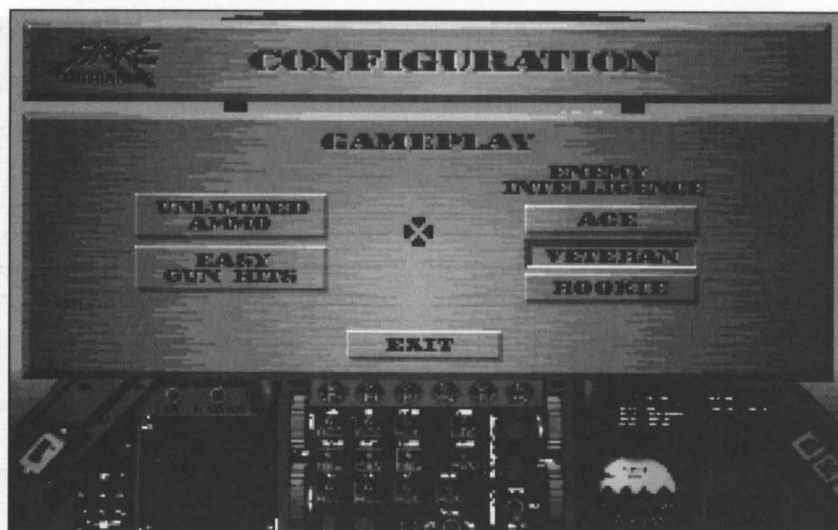 CONFIGURATION
GAMEPLAY
UNLIMITED
AMMO
EASY
GUN HITS
ENEMY
INTELLIGENCE
ACE
VETERAN
ROOKIE
EXIT